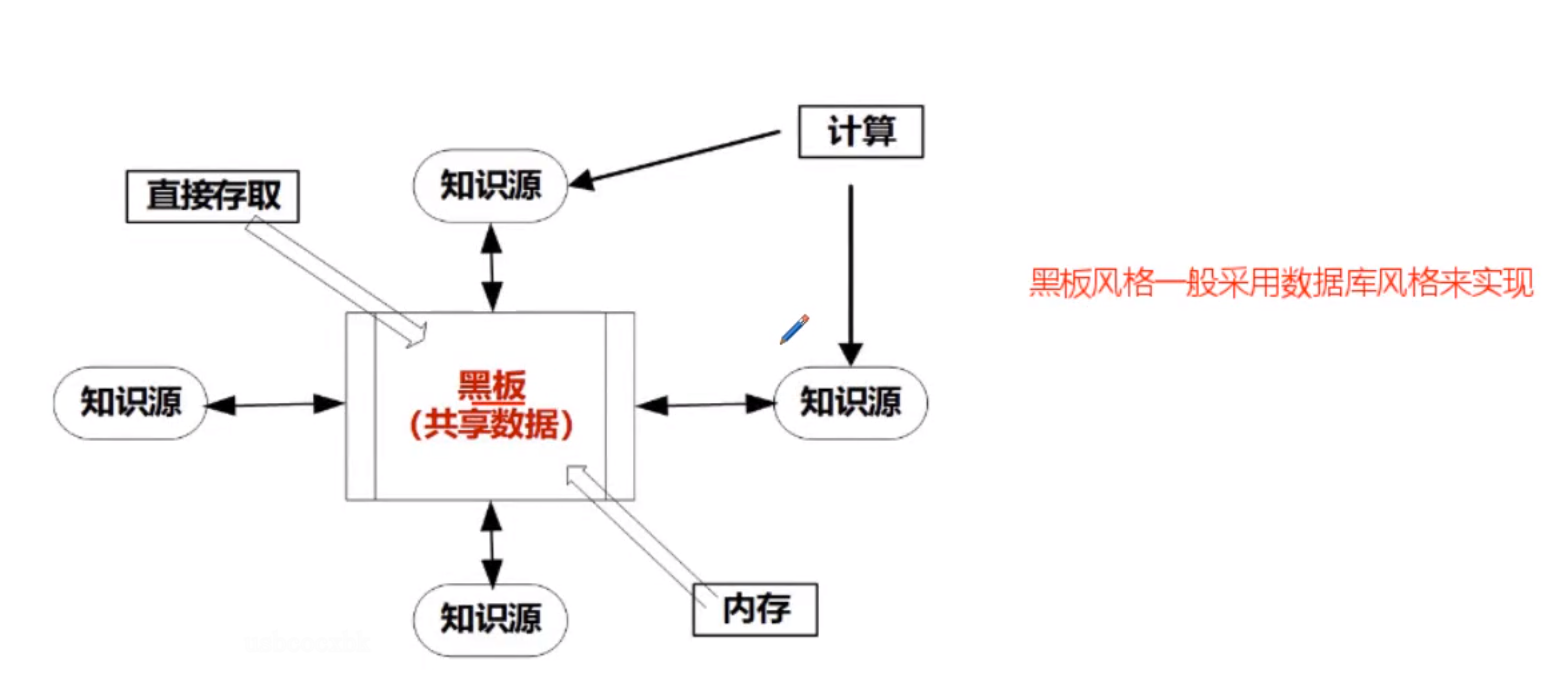 计算
知识源
直接存取
黑板风格一般采用数据库风格来实现
黑板
（共享数据）
知识源
知识源
知识源
内存